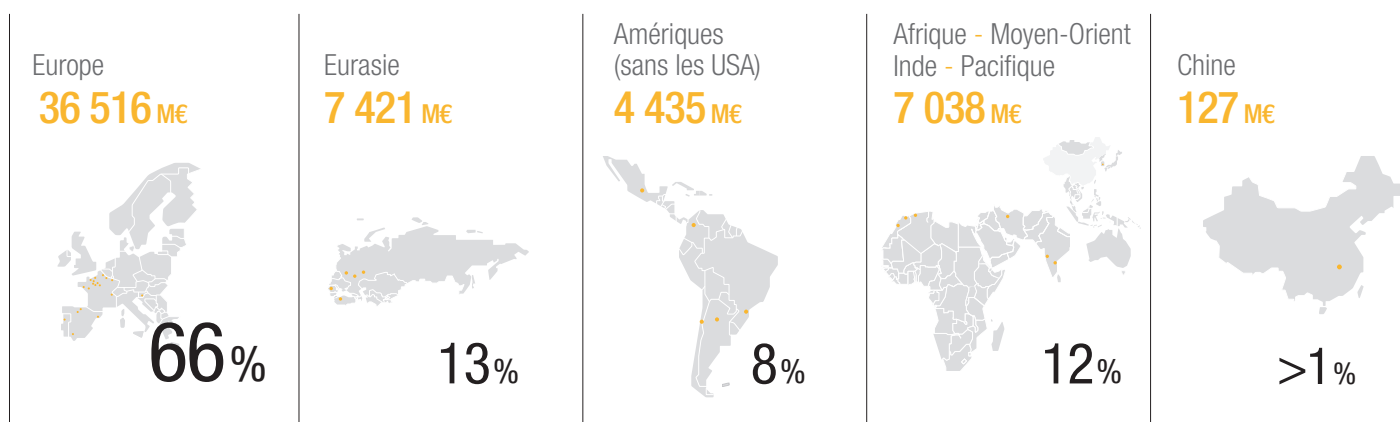 Europe
36 516 M€
66%
Eurasie
7 421 M€
13%
Amériques
(sans les USA)
4 435 M€
8%
Afrique - Moyen-Orient
Inde - Pacifique
7 038 M€
12%
Chine
127 M€
>1%